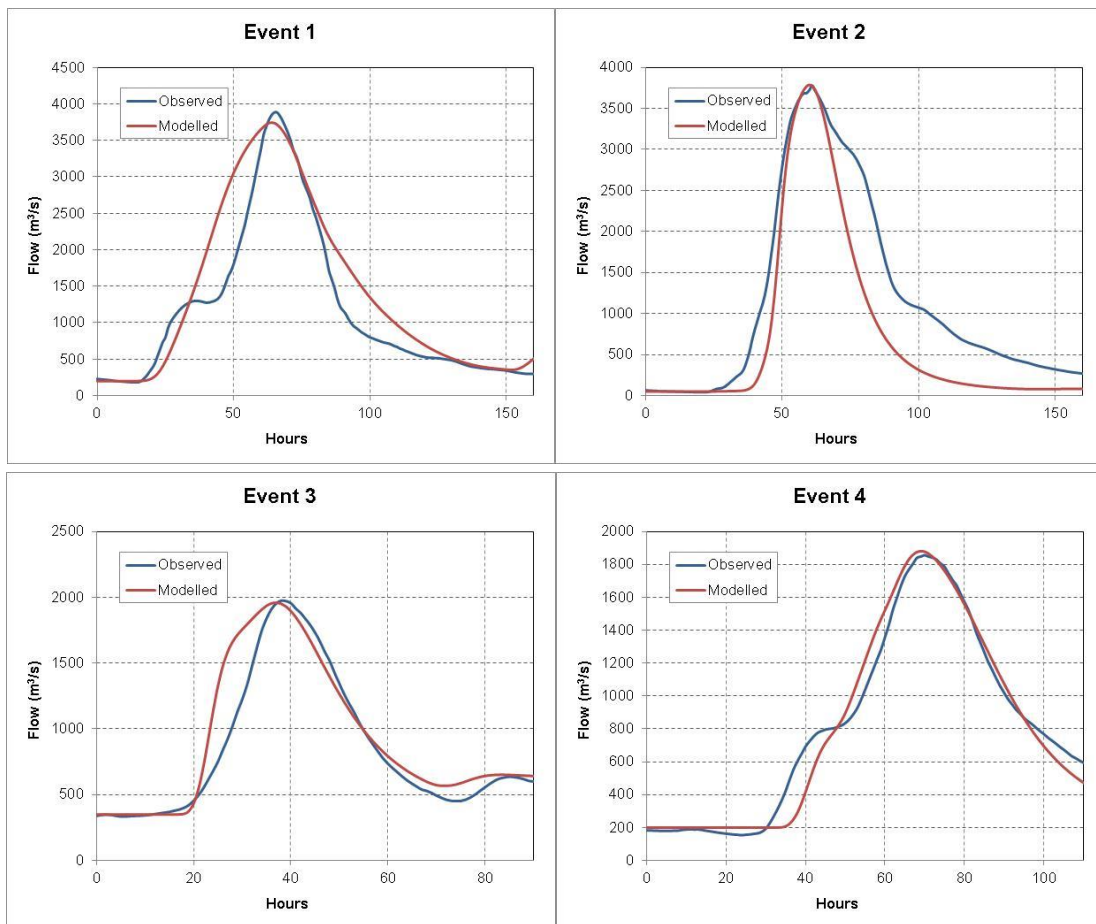 Event 1
4500
4000
3500
3000
2500
2000
1500
1000
500
0
Flow (m³/s)
Observed
Modelled
0 50 100 150
Hours
Event 2
4000
3500
3000
2500
2000
1500
1000
500
0
Flow (m³/s)
Observed
Modelled
0 50 100 150
Hours
Event 3
2500
2000
1500
1000
500
0
Flow (m³/s)
Observed
Modelled
0 20 40 60 80
Hours
Event 4
2000
1800
1600
1400
1200
1000
800
600
400
200
0
Flow (m³/s)
Observed
Modelled
0 20 40 60 80 100
Hours